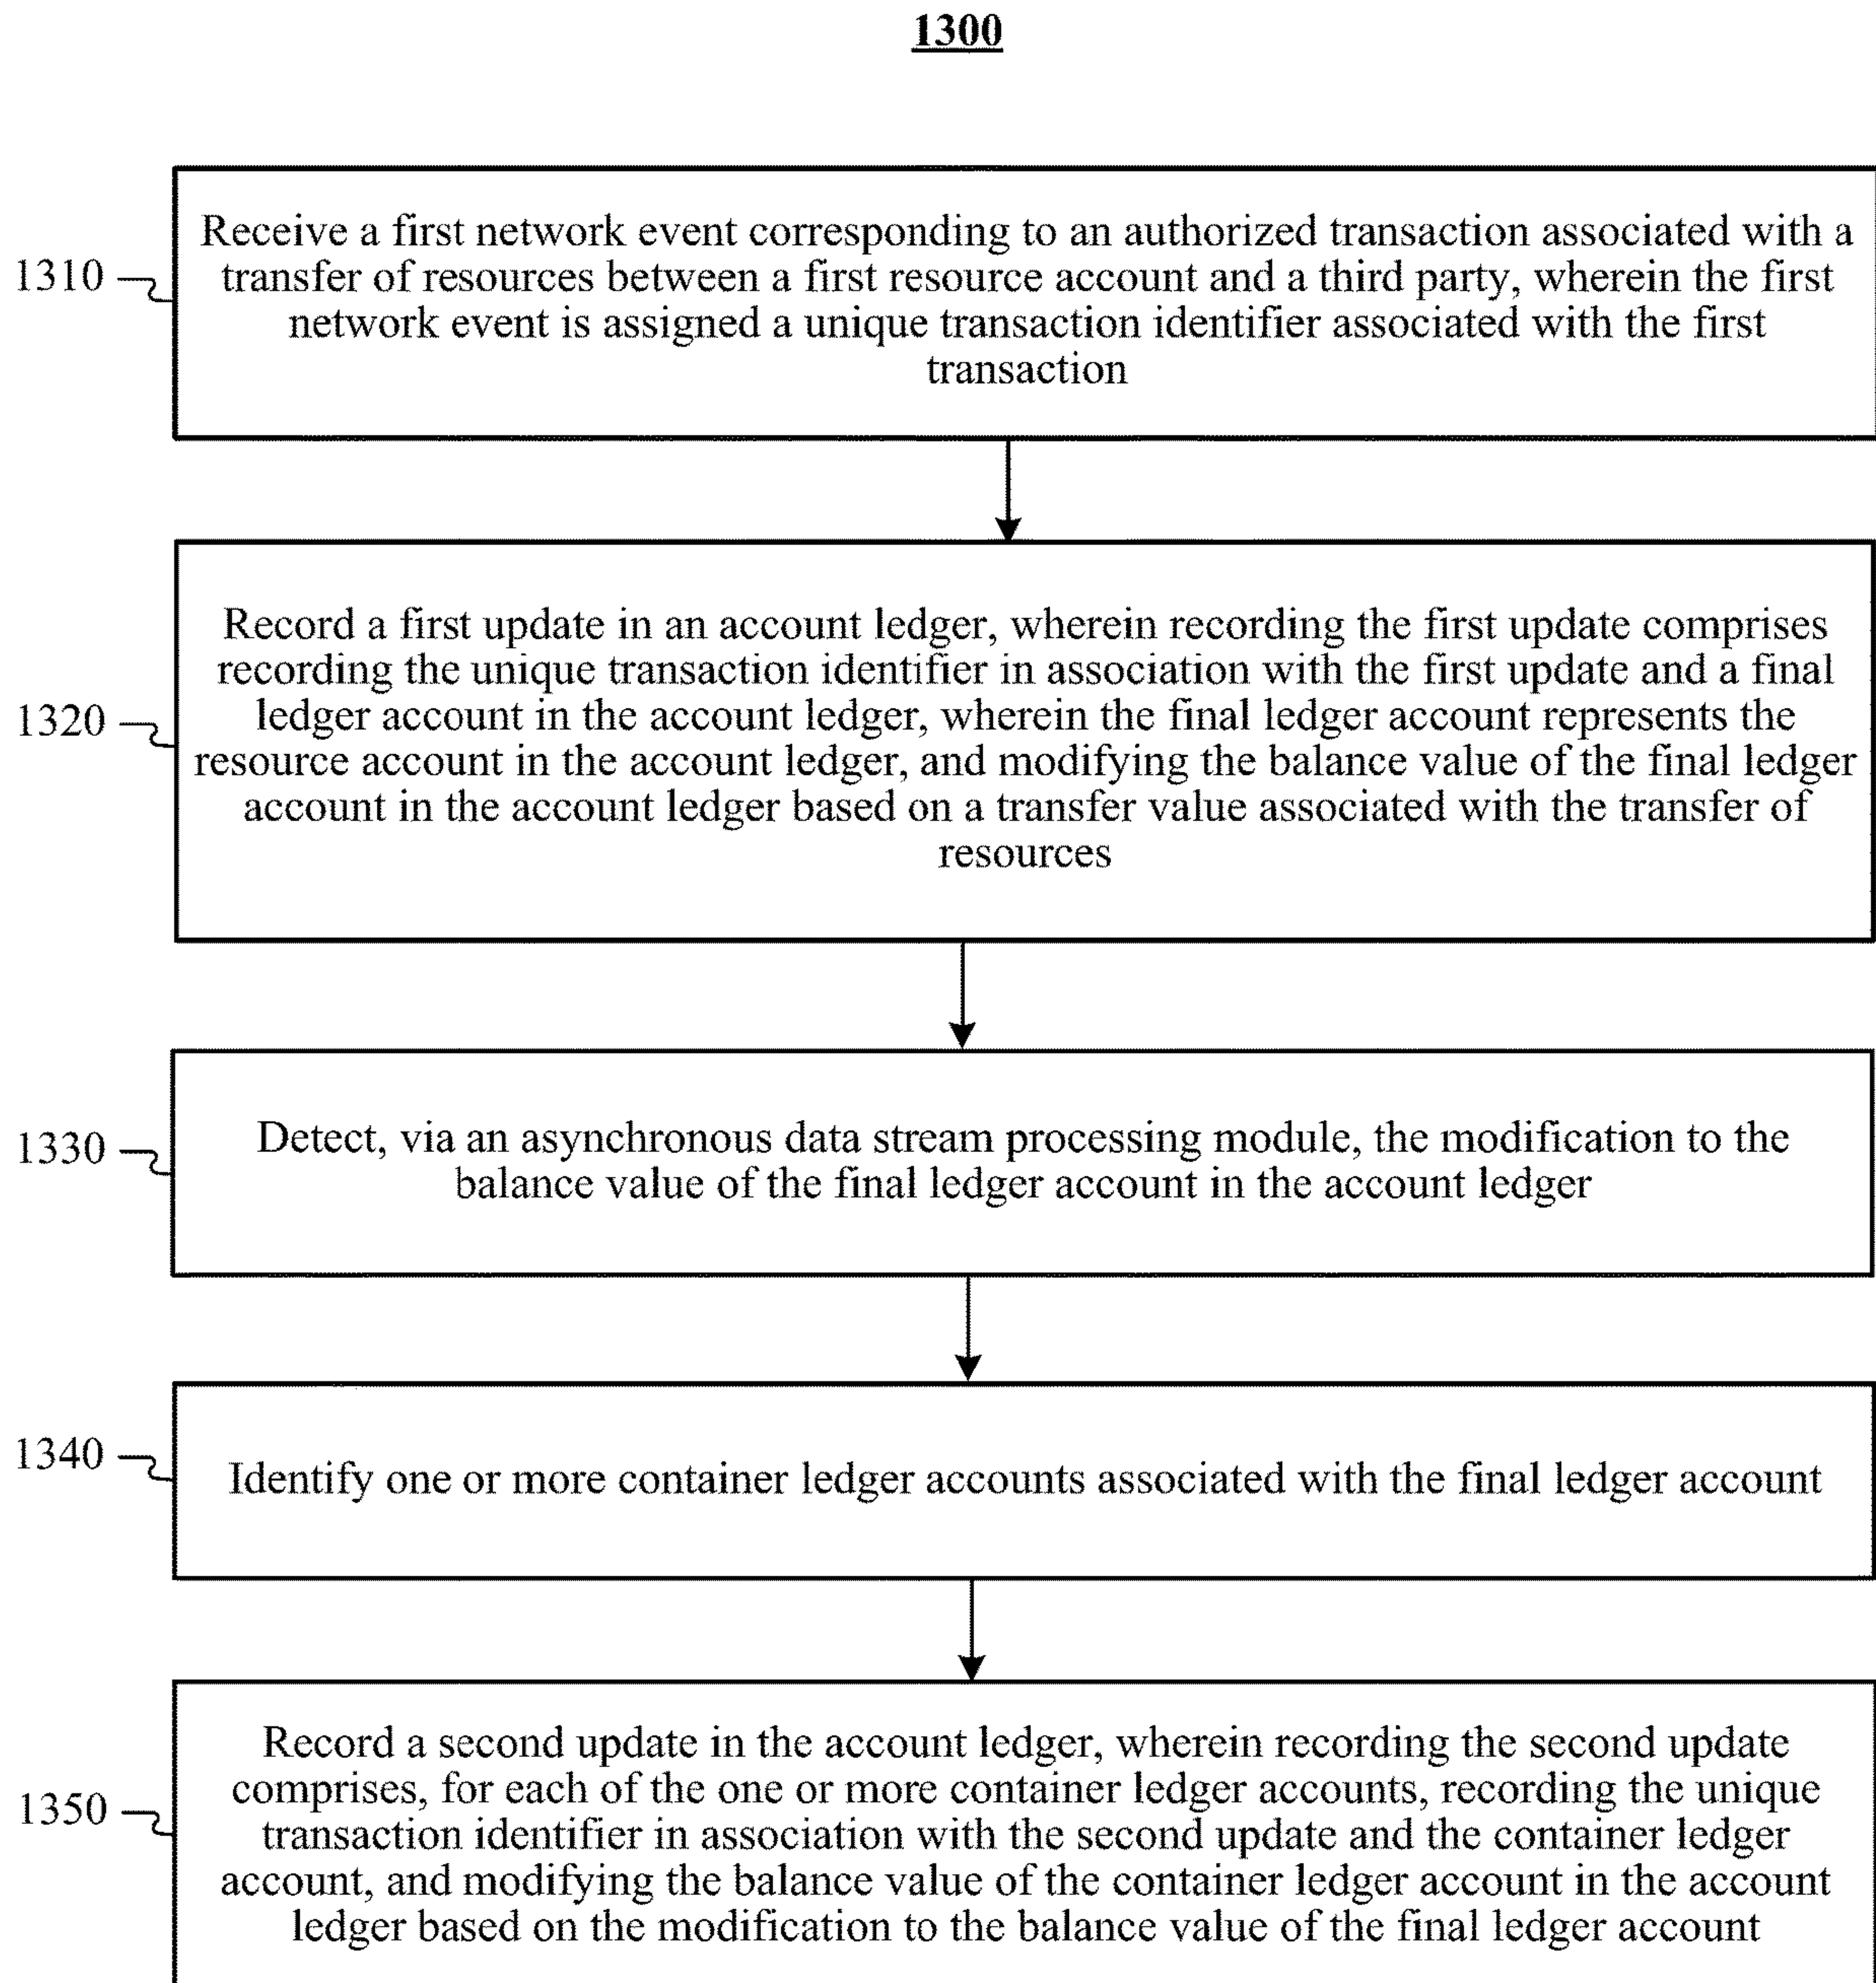 1300
1310
Receive a first network event corresponding to an authorized transaction associated with a
transfer of resources between a first resource account and a third party, wherein the first
network event is assigned a unique transaction identifier associated with the first
transaction
1320
Record a first update in an account ledger, wherein recording the first update comprises
recording the unique transaction identifier in association with the first update and a final
ledger account in the account ledger, wherein the final ledger account represents the
resource account in the account ledger, and modifying the balance value of the final ledger
account in the account ledger based on a transfer value associated with the transfer of
resources
1330
Detect, via an asynchronous data stream processing module, the modification to the
balance value of the final ledger account in the account ledger
1340
Identify one or more container ledger accounts associated with the final ledger account
1350
Record a second update in the account ledger, wherein recording the second update
comprises, for each of the one or more container ledger accounts, recording the unique
transaction identifier in association with the second update and the container ledger
account, and modifying the balance value of the container ledger account in the account
ledger based on the modification to the balance value of the final ledger account